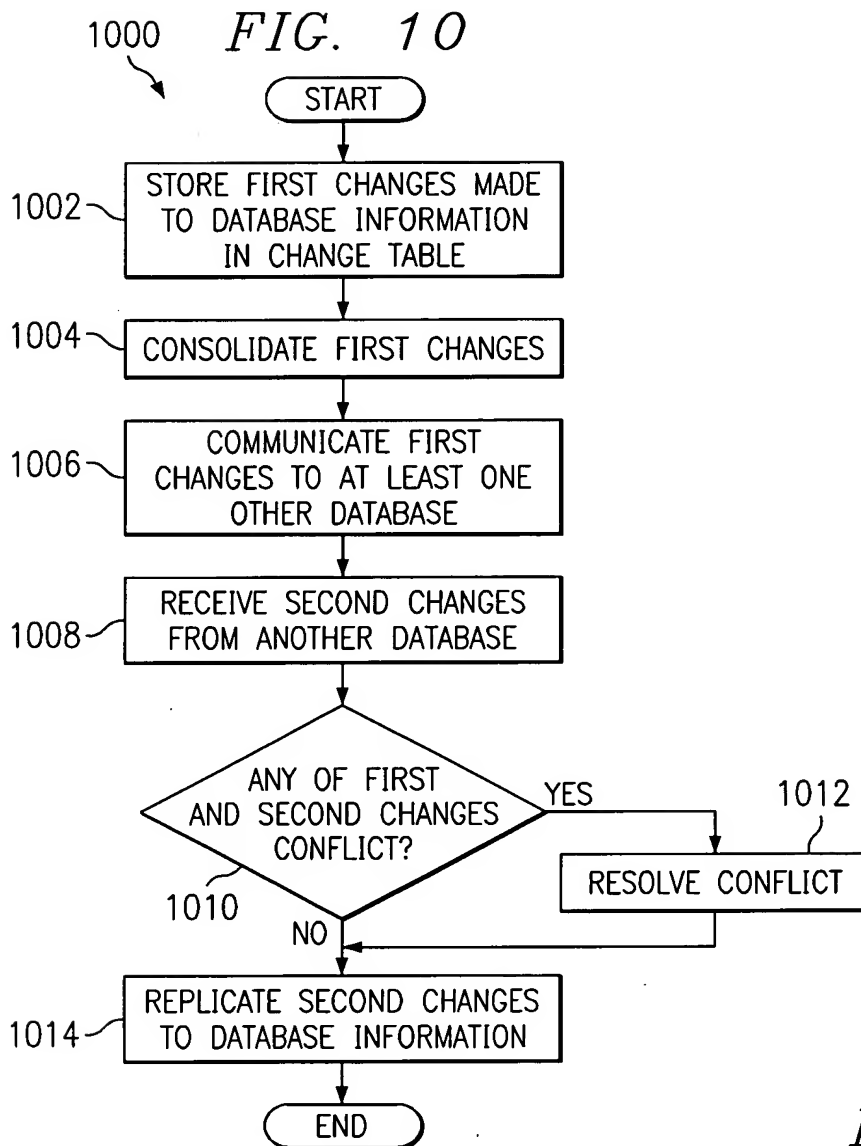 FIG. 10
1000
START
1002
STORE FIRST CHANGES MADE
TO DATABASE INFORMATION
IN CHANGE TABLE
1004
CONSOLIDATE FIRST CHANGES
1006
COMMUNICATE FIRST
CHANGES TO AT LEAST ONE
OTHER DATABASE
1008
RECEIVE SECOND CHANGES
FROM ANOTHER DATABASE
ANY OF FIRST
AND SECOND CHANGES
CONFLICT?
1010
YES
1012
RESOLVE CONFLICT
NO
1014
REPLICATE SECOND CHANGES
TO DATABASE INFORMATION
END